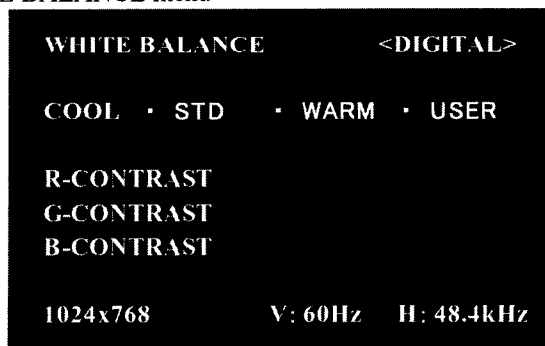 WHITE BALANCE <DIGITAL>
COOL · STD · WARM · USER
R-CONTRAST
G-CONTRAST
B-CONTRAST
1024x768 V: 60Hz H: 48.4kHz